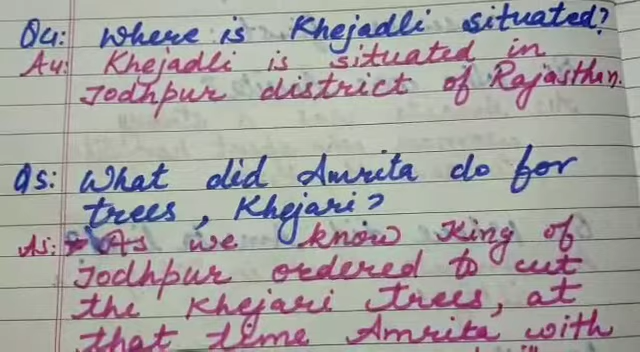 Q4: Where is Khejadli situated?
A4: Khejadli is situated in
Jodhpur district of Rajasthan.
Q5: What did Amrita do for
trees, Khejari?
A5: As we know King of
Jodhpur ordered to cut
the Khejari trees, at
that time Amrita with